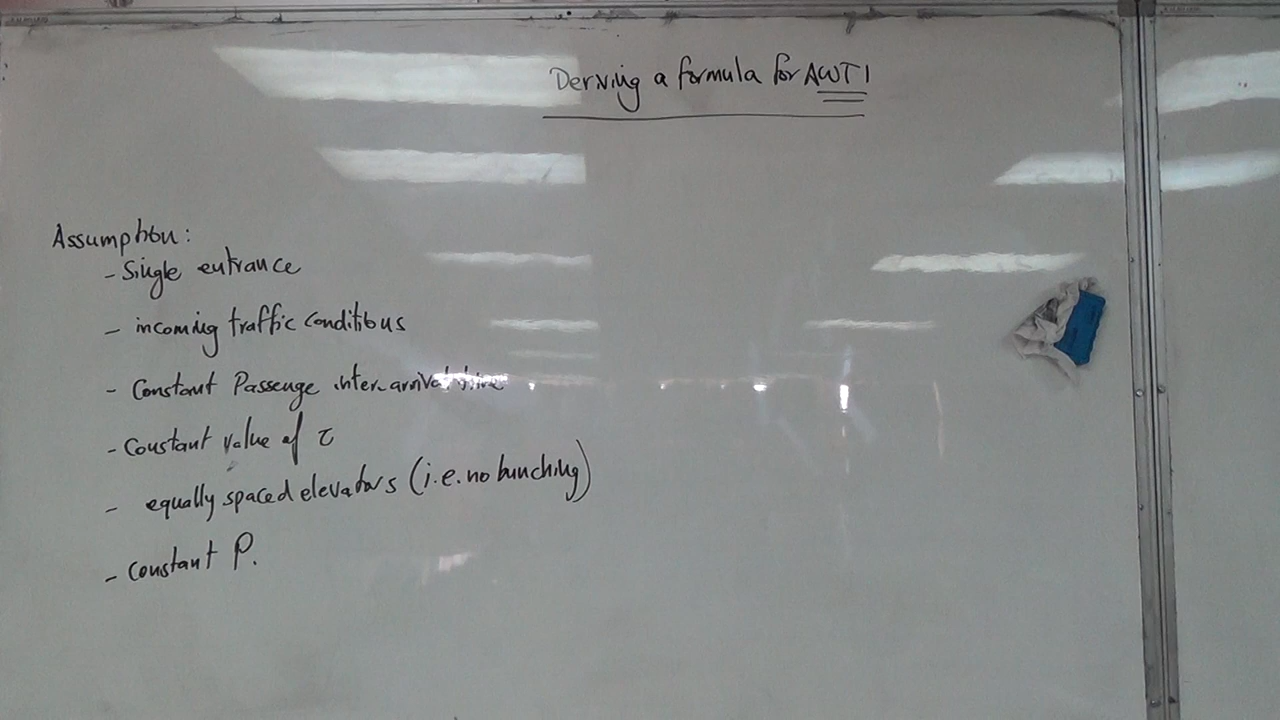 Deriving a formula for AWT1
Assumption:
- Single entrance
- incoming traffic conditions
- Constant Passenge inter arrival time
- Constant value of τ
- equally spaced elevators (i.e. no bunching)
- Constant P.